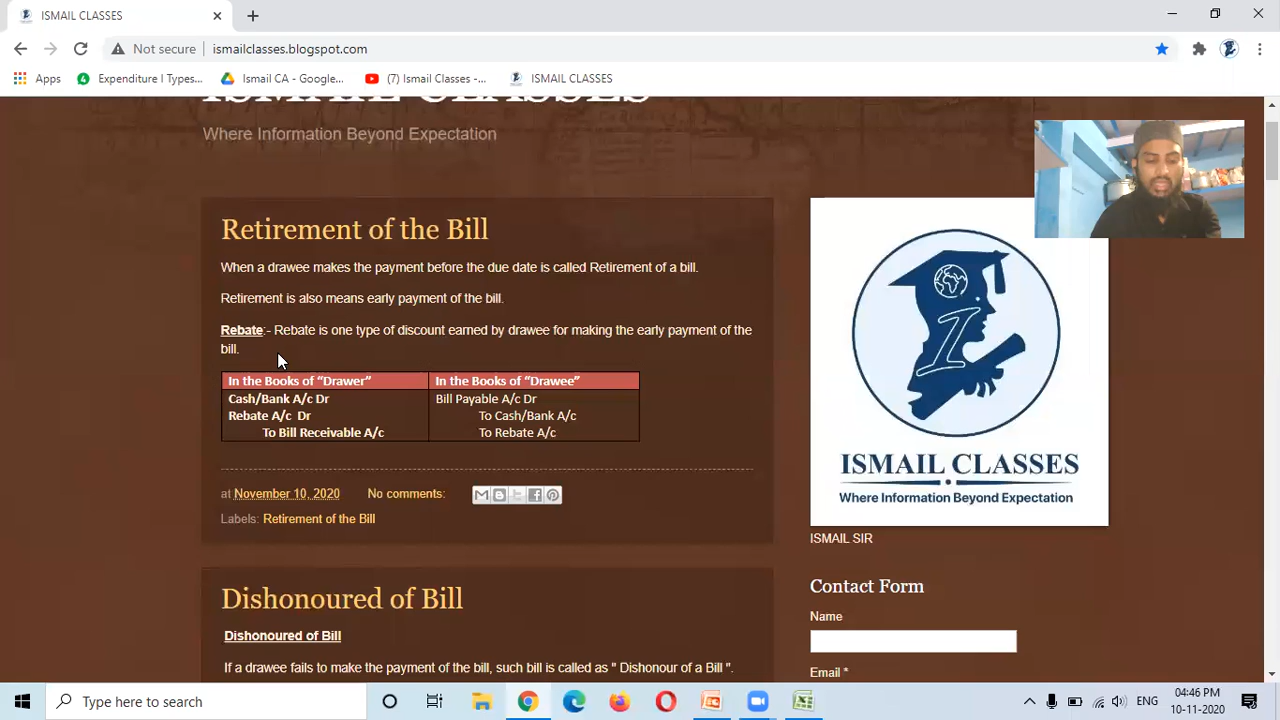 ISMAIL CLASSES
Not secure
ismailclasses.blogspot.com
Apps
Expenditure I Types...
Ismail CA - Google...
(7) Ismail Classes -...
ISMAIL CLASSES
ISMAIL CLASSES
Where Information Beyond Expectation
Retirement of the Bill
When a drawee makes the payment before the due date is called Retirement of a bill.
Retirement is also means early payment of the bill.
Rebate:- Rebate is one type of discount earned by drawee for making the early payment of the
bill.
In the Books of “Drawer”
In the Books of “Drawee”
Cash/Bank A/c Dr
Bill Payable A/c Dr
Rebate A/c Dr
To Cash/Bank A/c
To Bill Receivable A/c
To Rebate A/c
at November 10, 2020
No comments:
Labels: Retirement of the Bill
Dishonoured of Bill
Dishonoured of Bill
If a drawee fails to make the payment of the bill, such bill is called as " Dishonour of a Bill ".
ISMAIL CLASSES
Where Information Beyond Expectation
ISMAIL SIR
Contact Form
Name
Email *
Type here to search
ENG
04:46 PM
10-11-2020